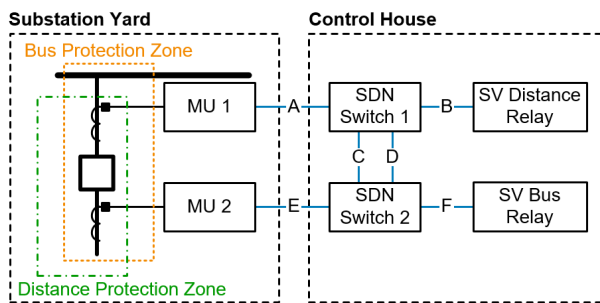 Substation Yard
Control House
Bus Protection Zone
MU 1
A
SDN
Switch 1
B
SV Distance
Relay
C
D
MU 2
E
SDN
Switch 2
F
SV Bus
Relay
Distance Protection Zone